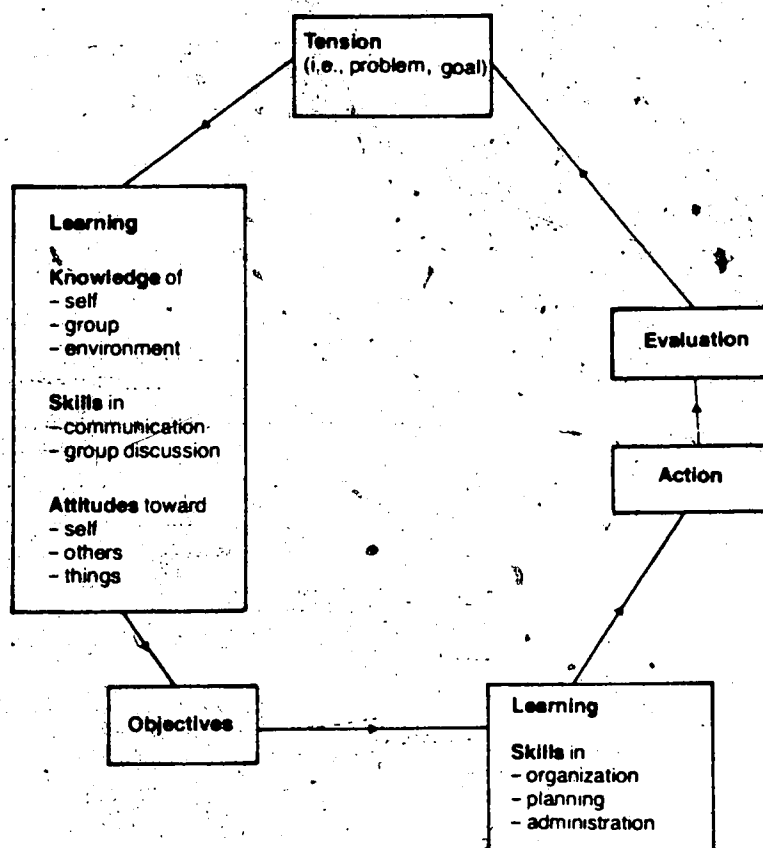 Tension
(i.e., problem, goal)
Learning
Knowledge of
– self
– group
– environment
Skills in
– communication
– group discussion
Attitudes toward
– self
– others
– things
Objectives
Learning
Skills in
– organization
– planning
– administration
Action
Evaluation